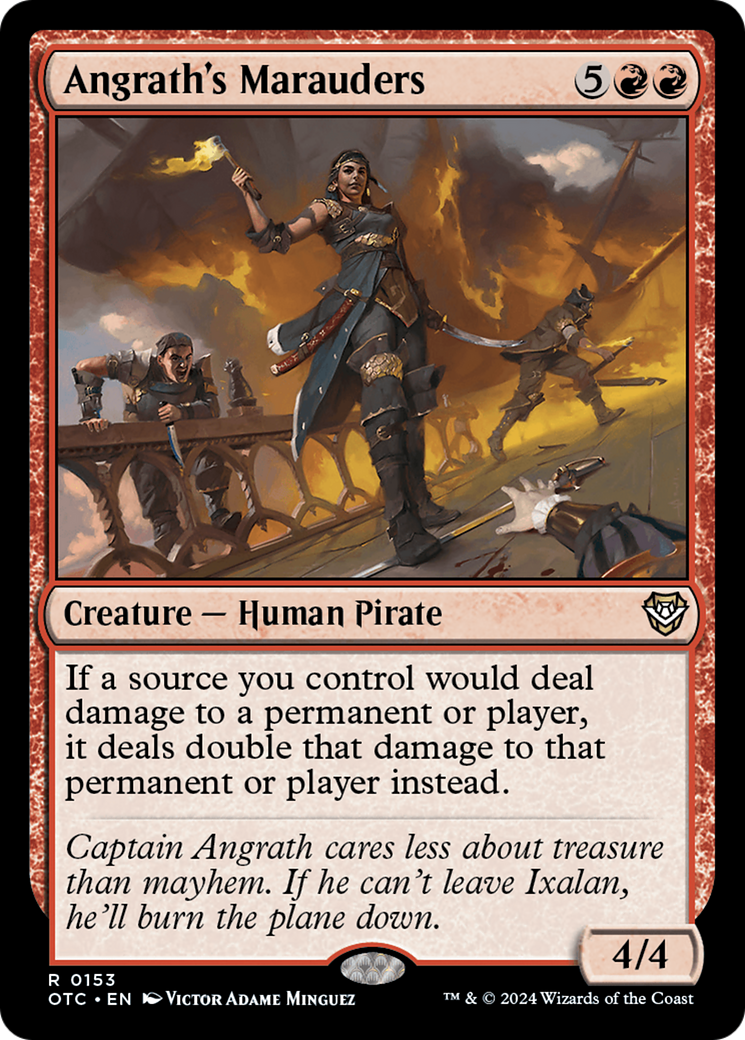 Angrath's Marauders 5
Creature — Human Pirate
If a source you control would deal
damage to a permanent or player,
it deals double that damage to that
permanent or player instead.
Captain Angrath cares less about treasure
than mayhem. If he can't leave Ixalan,
he'll burn the plane down.
4/4
R 0153
OTC • EN Victor Adame Minguez
™ & © 2024 Wizards of the Coast